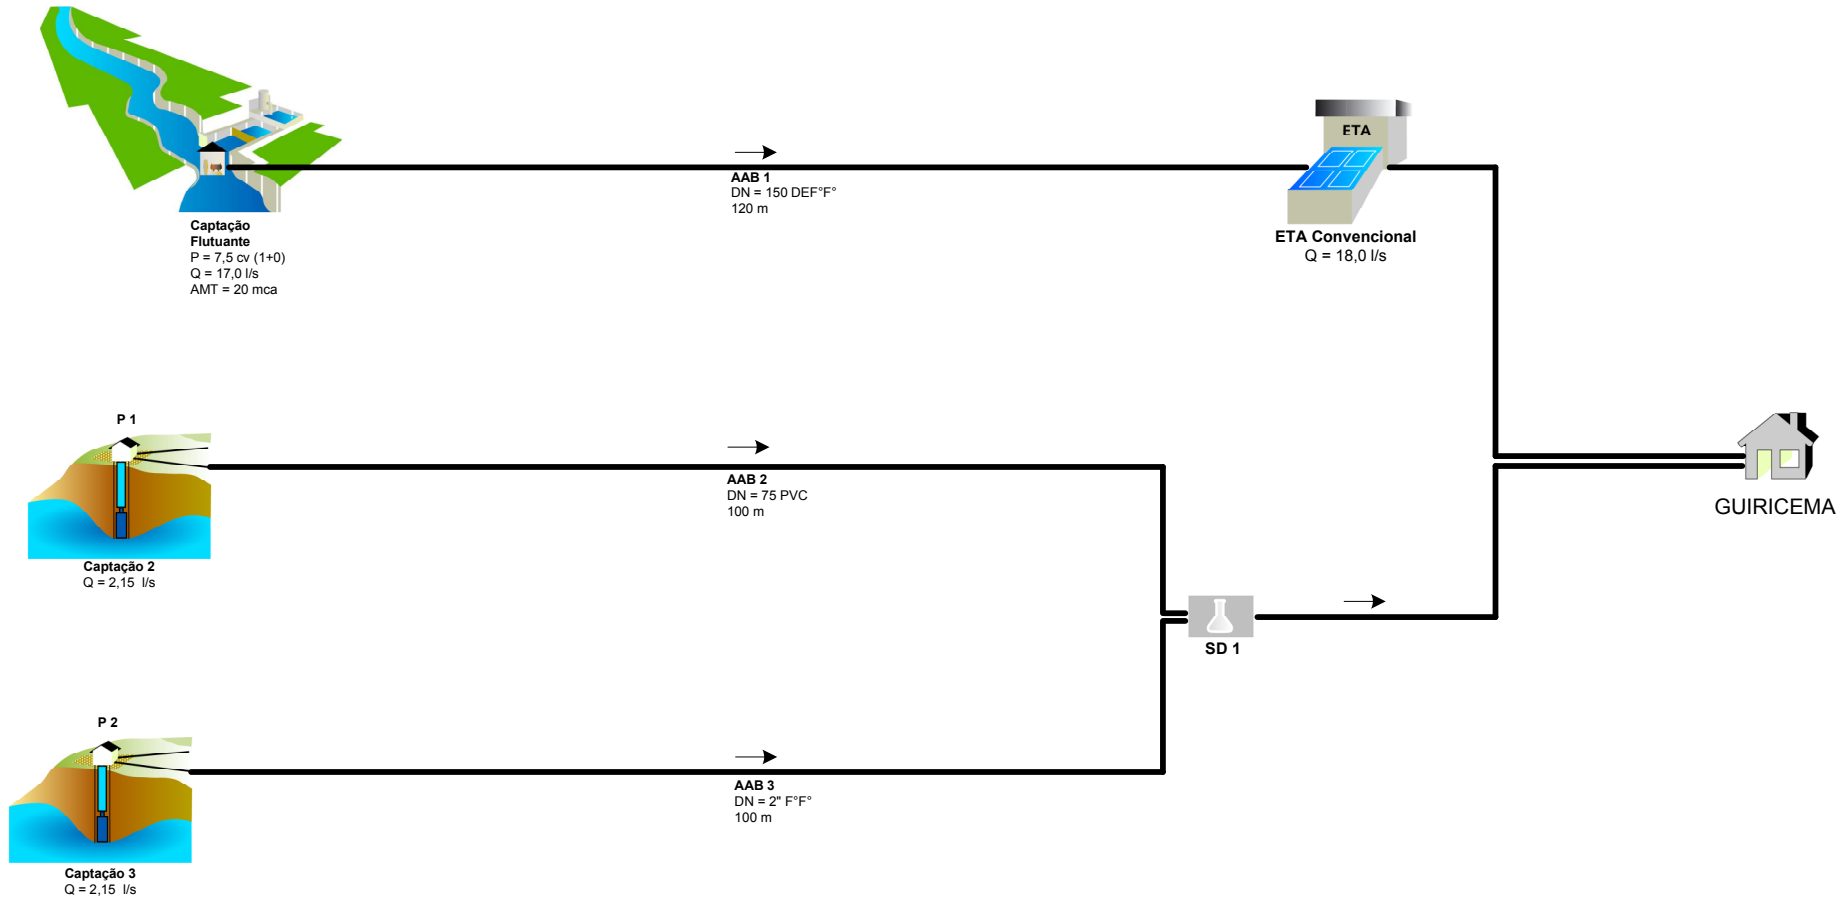 ETA
AAB 1
DN = 150 DEF°F°
120 m
Captação
Flutuante
P = 7,5 cv (1+0)
Q = 17,0 l/s
AMT = 20 mca
ETA Convencional
Q = 18,0 l/s
P 1
AAB 2
DN = 75 PVC
100 m
GUIRICEMA
Captação 2
Q = 2,15 l/s
SD 1
P 2
AAB 3
DN = 2" F°F°
100 m
Captação 3
Q = 2,15 l/s